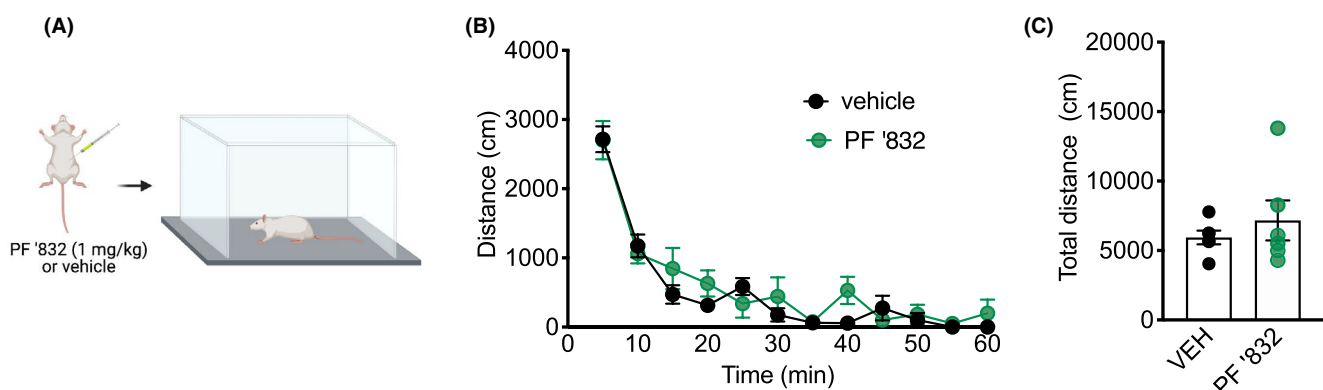 (A)
PF '832 (1 mg/kg)
or vehicle
(B)
Distance (cm)
4000
3000
2000
1000
0
vehicle
PF '832
0 10 20 30 40 50 60
Time (min)
(C)
Total distance (cm)
20000
15000
10000
5000
0
VEH
PF '832